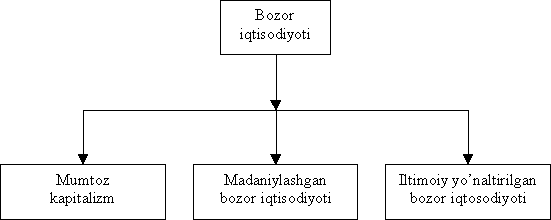 Bozor
iqtisodiyoti
Mumtoz
kapitalizm
Madaniylashgan
bozor iqtisodiyoti
Iltimoiy yo’naltirilgan
bozor iqtosodiyoti